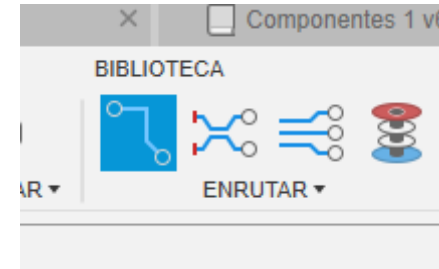 Componentes 1 v6
BIBLIOTECA
AR ▾ ENRUTAR ▾